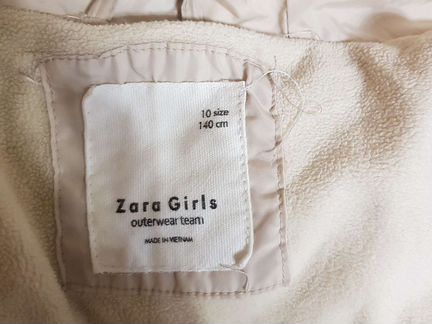 10 size
140 cm
Zara Girls
outerwear team
MADE IN VIETNAM